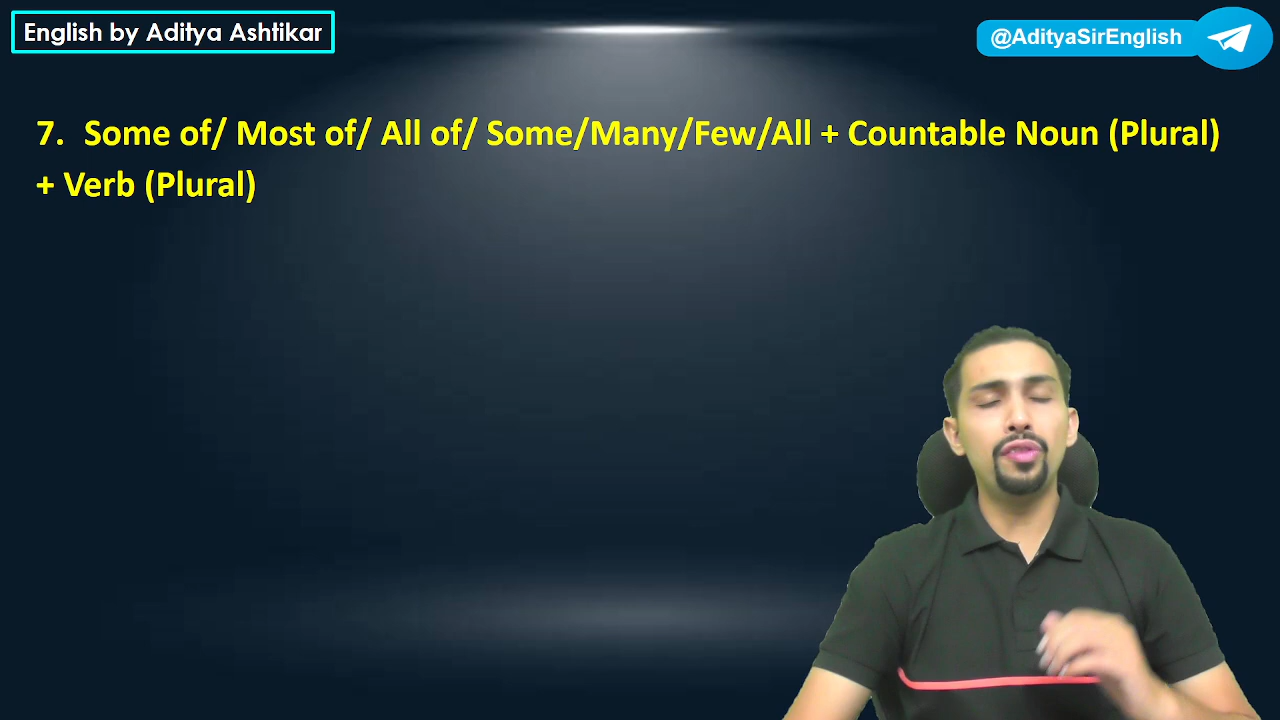 English by Aditya Ashtikar
@AdityaSirEnglish
7. Some of/ Most of/ All of/ Some/Many/Few/All + Countable Noun (Plural)
+ Verb (Plural)